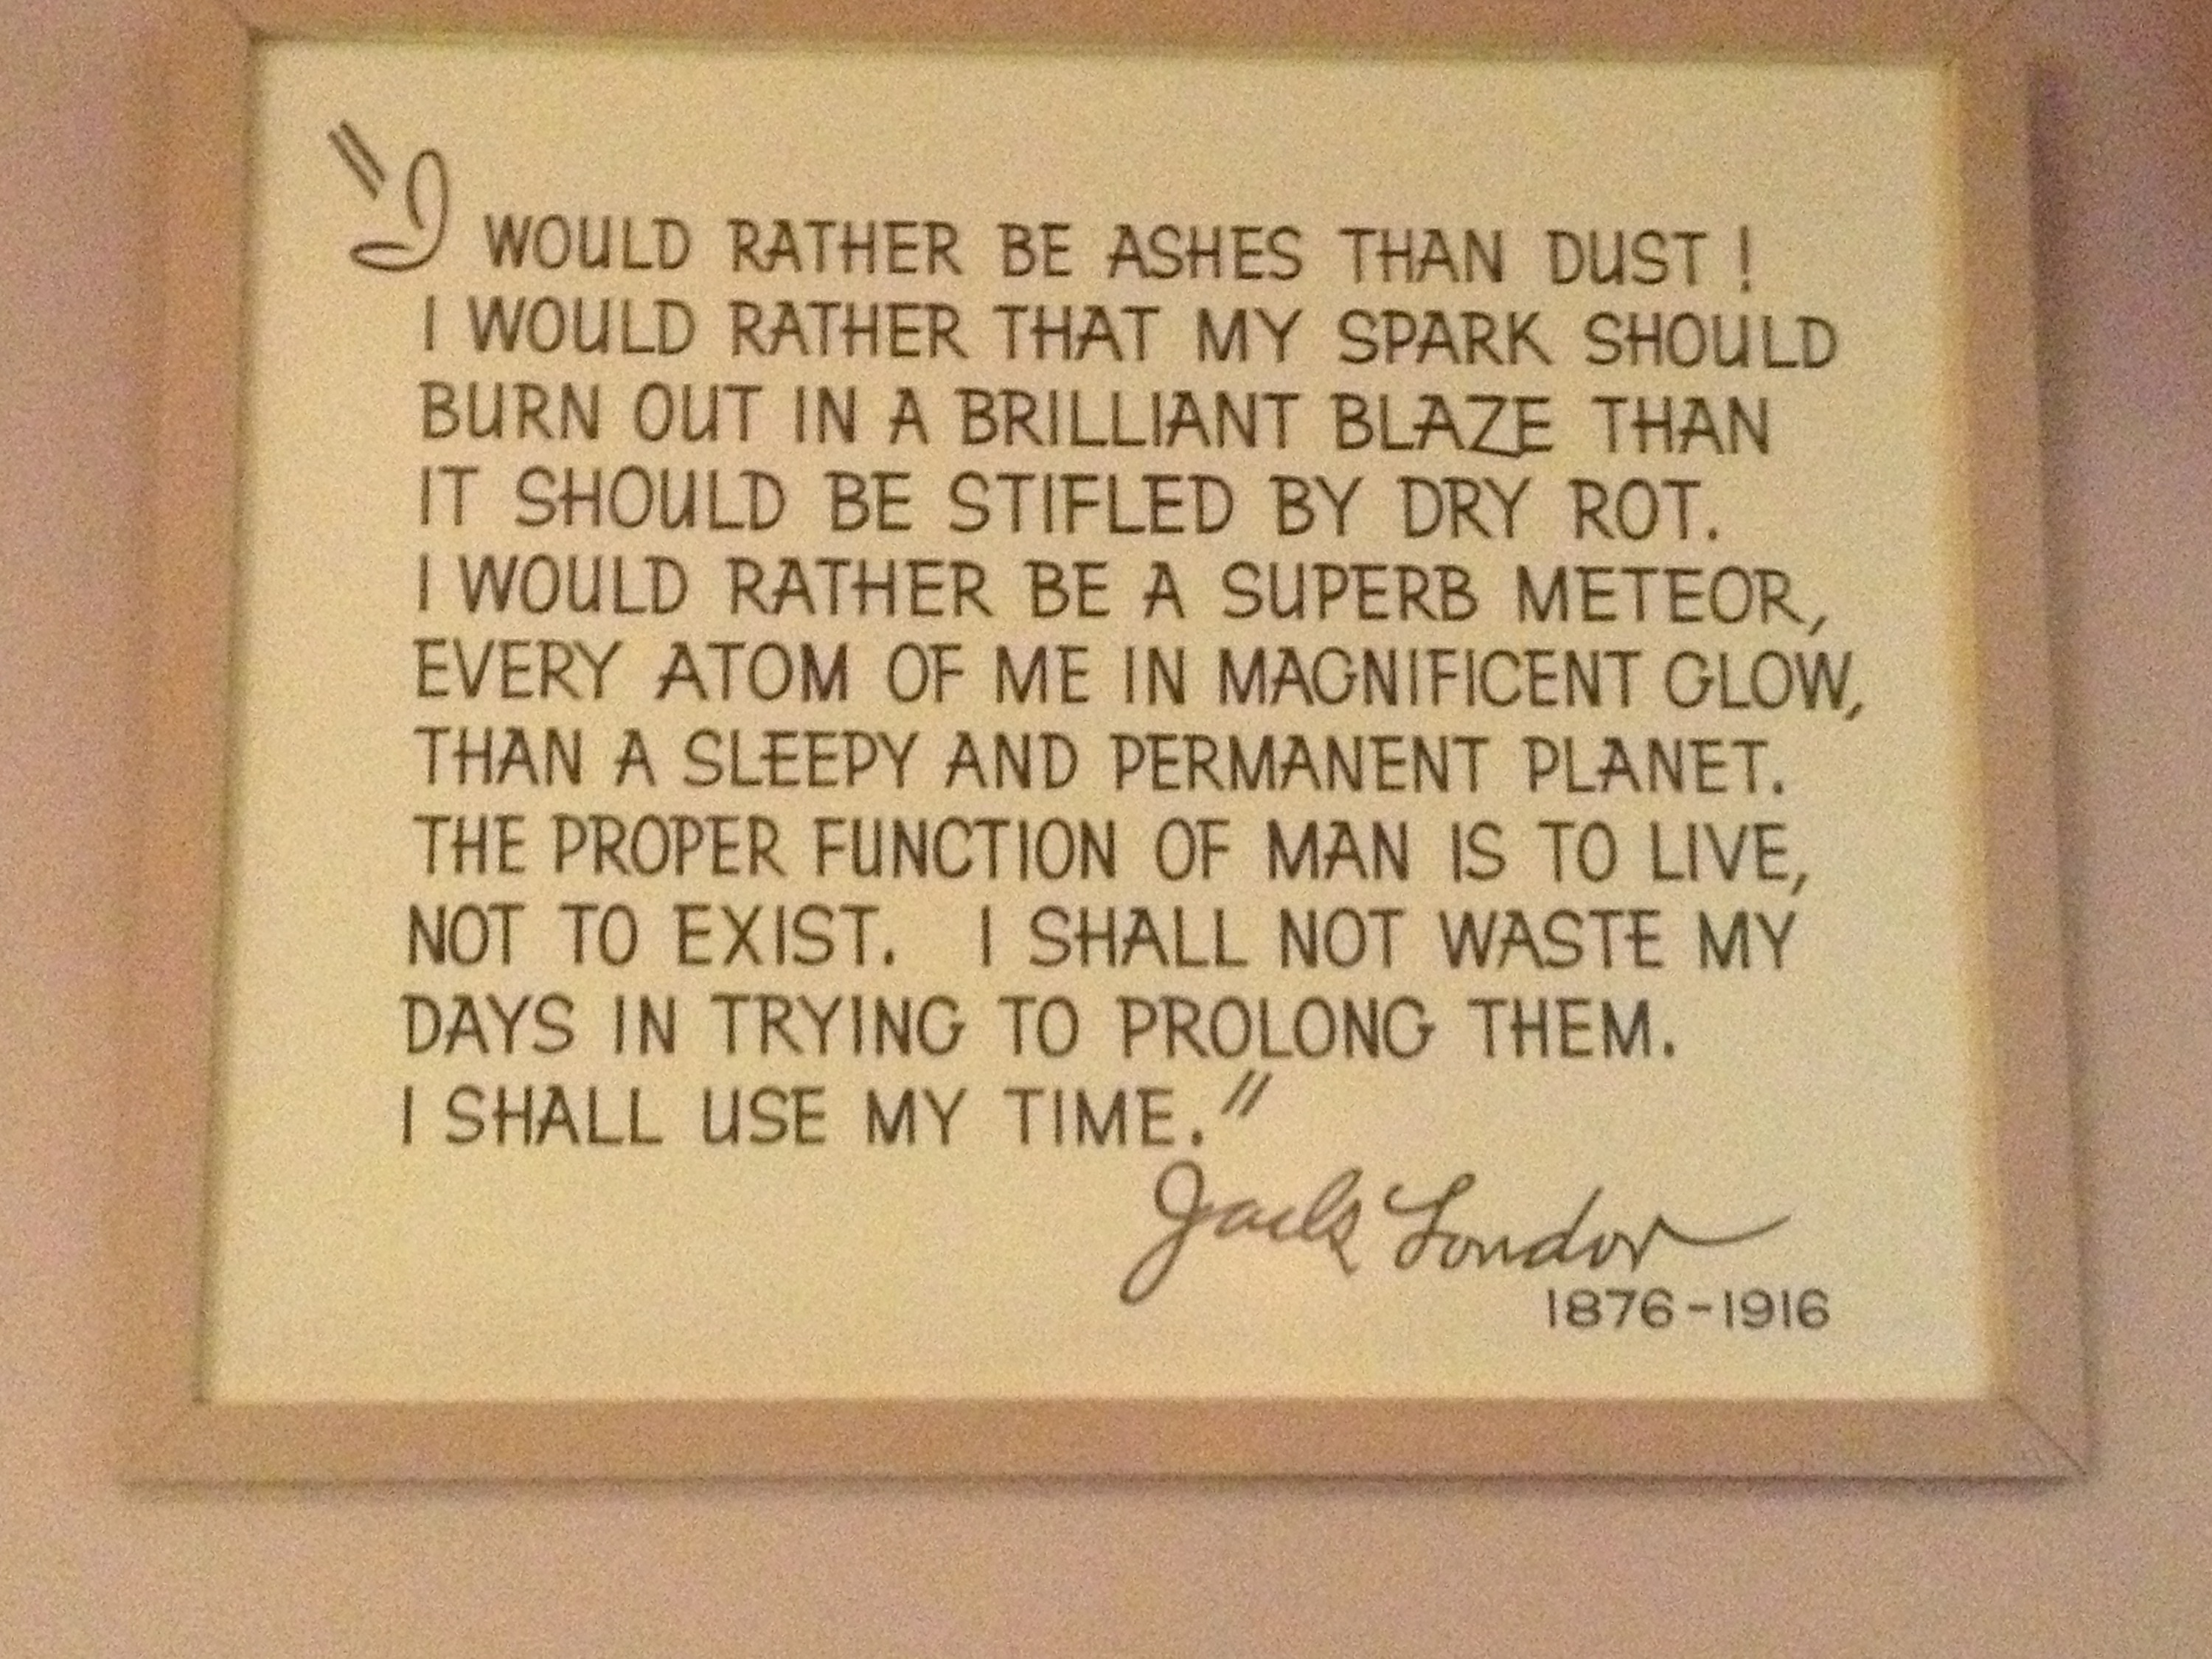 "I WOULD RATHER BE ASHES THAN DUST!
I WOULD RATHER THAT MY SPARK SHOULD
BURN OUT IN A BRILLIANT BLAZE THAN
IT SHOULD BE STIFLED BY DRY ROT.
I WOULD RATHER BE A SUPERB METEOR,
EVERY ATOM OF ME IN MAGNIFICENT GLOW,
THAN A SLEEPY AND PERMANENT PLANET.
THE PROPER FUNCTION OF MAN IS TO LIVE,
NOT TO EXIST. I SHALL NOT WASTE MY
DAYS IN TRYING TO PROLONG THEM.
I SHALL USE MY TIME."
Jack London
1876-1916